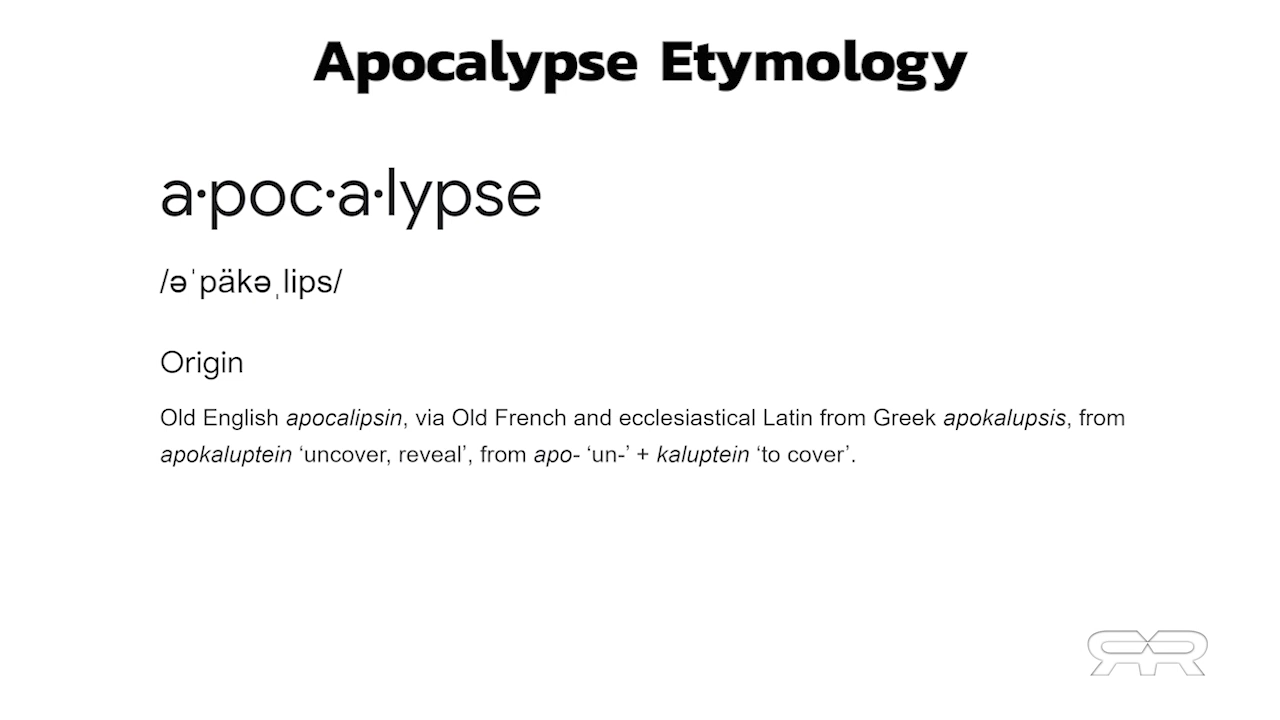 Apocalypse Etymology
a·poc·a·lypse
/əˈpäkəˌlips/
Origin
Old English apocalipsin, via Old French and ecclesiastical Latin from Greek apokalupsis, from
apokaluptein ‘uncover, reveal’, from apo- ‘un-’ + kaluptein ‘to cover’.
RR